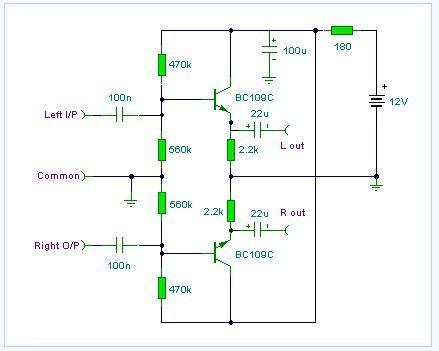 180
470k
100u
+
-
+
12V
100n
BC109C
Left I/P
+ 22u
560k
2.2k
L out
Common
560k
2.2k
+ 22u
R out
Right O/P
100n
BC109C
470k